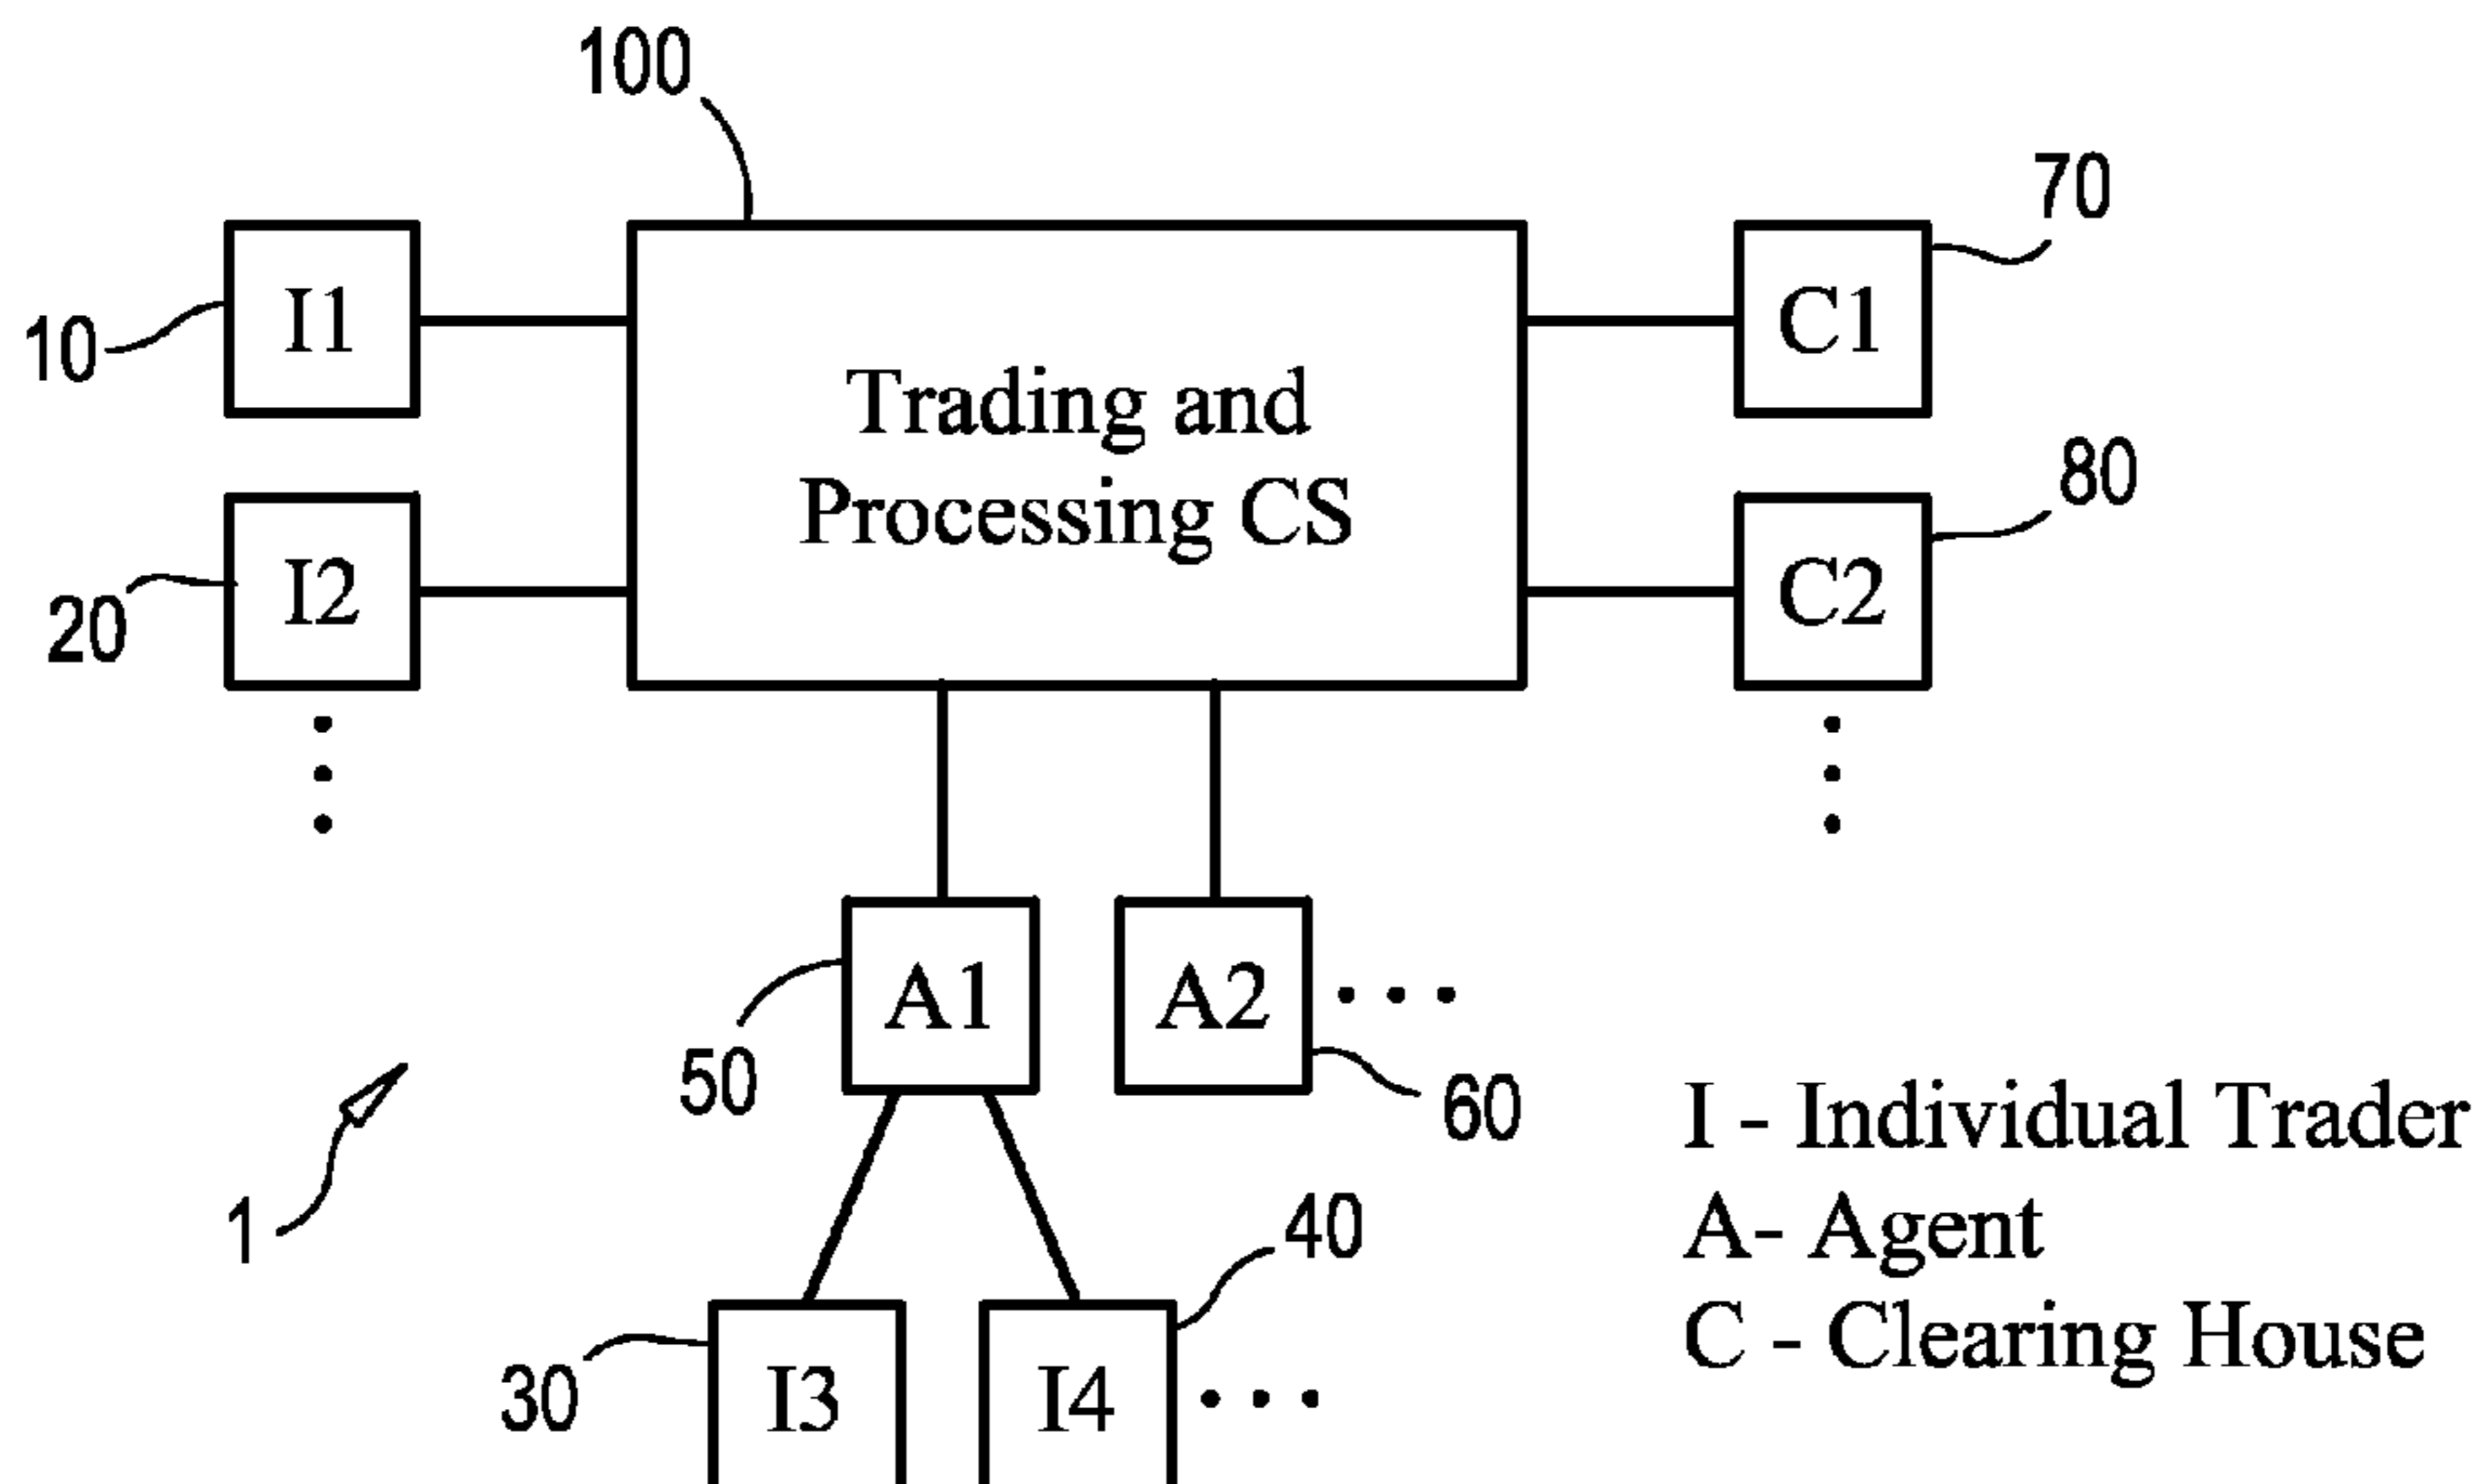 100
70
I1
C1
10
Trading and
80
Processing CS
I2
C2
20
A1
A2
50
60
I - Individual Trader
1
40
A- Agent
C - Clearing House
30
I3
I4